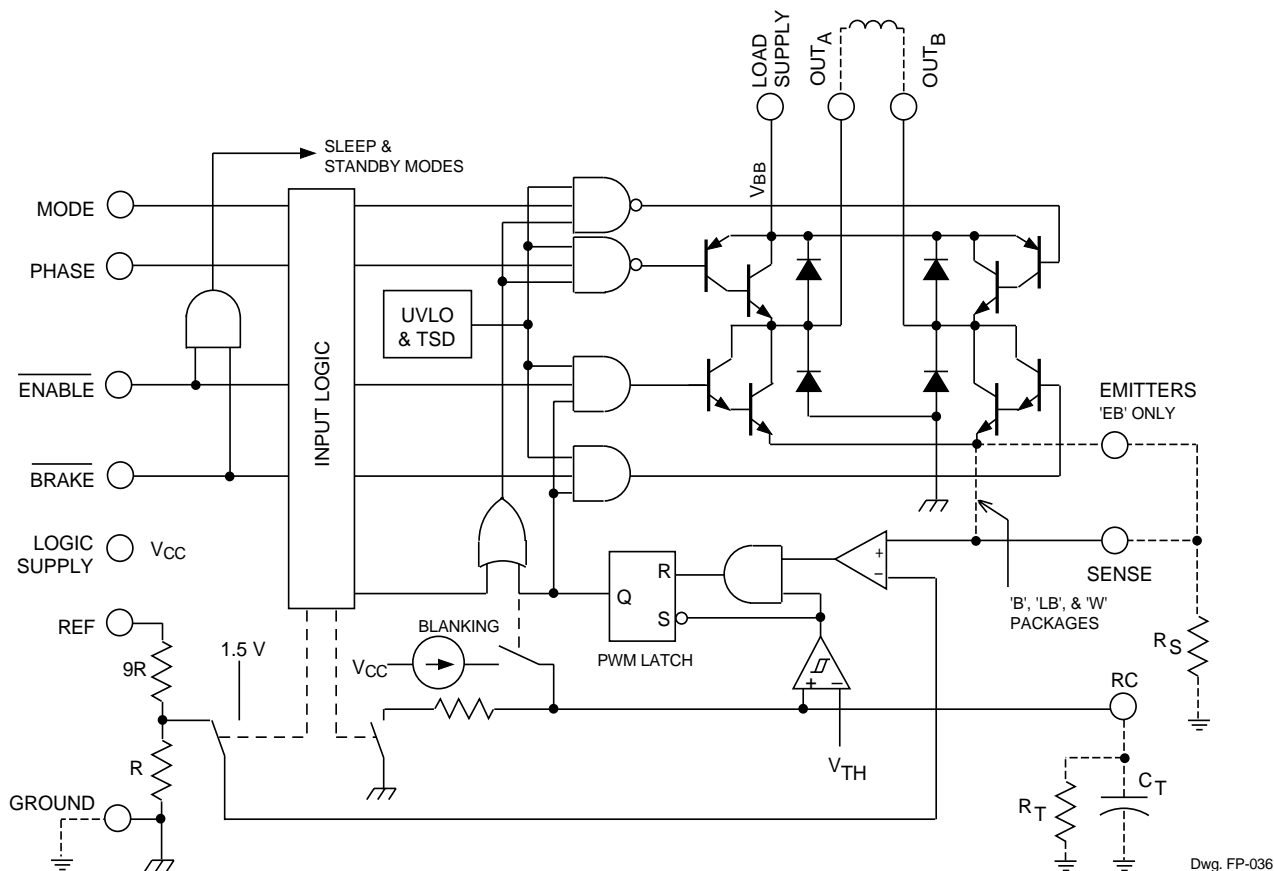 LOAD
SUPPLY
OUTA
OUTB
SLEEP &
STANDBY MODES
VBB
MODE
PHASE
UVLO
& TSD
INPUT LOGIC
ENABLE
EMITTERS
'EB' ONLY
BRAKE
LOGIC
SUPPLY
VCC
SENSE
R
Q
S
+
–
'B', 'LB', & 'W'
PACKAGES
REF
BLANKING
PWM LATCH
1.5 V
9R
VCC
+ –
RS
RC
R
VTH
GROUND
RT
CT
Dwg. FP-036